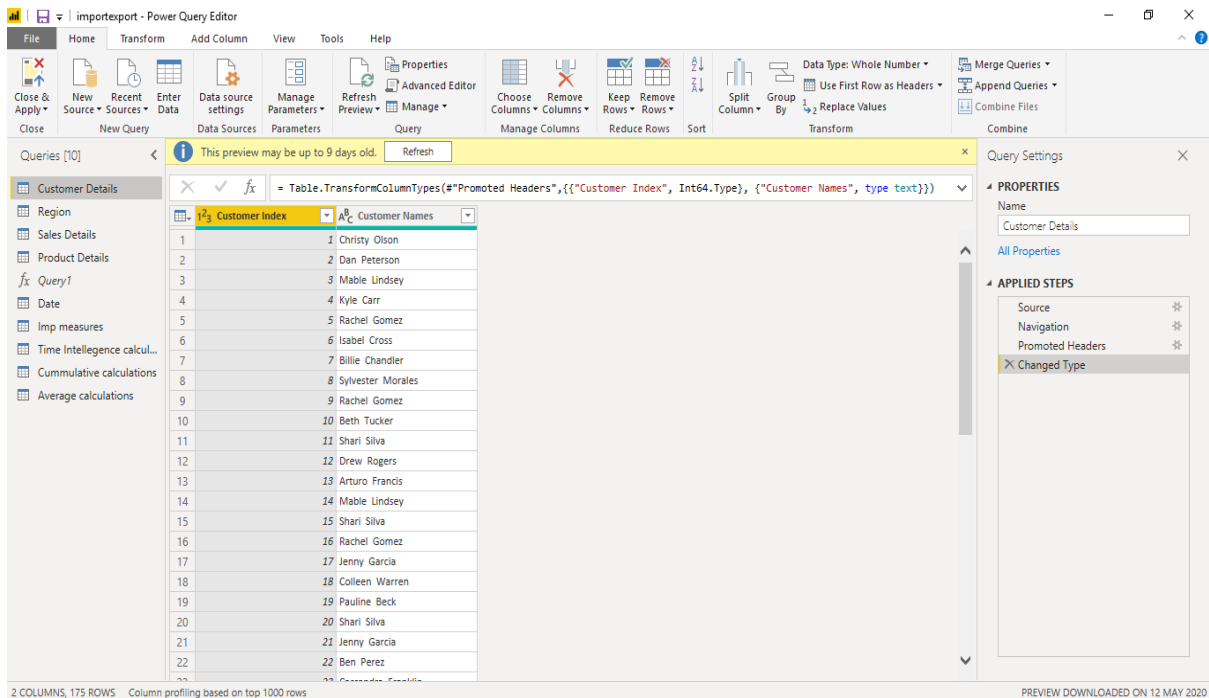 importexport - Power Query Editor
File Home Transform Add Column View Tools Help
Close & Apply
New Source
Recent Sources
Enter Data
Data source settings
Manage Parameters
Refresh Preview
Properties
Advanced Editor
Manage
Choose Columns
Remove Columns
Keep Rows
Remove Rows
Split Column
Group By
Data Type: Whole Number
Use First Row as Headers
Replace Values
Merge Queries
Append Queries
Combine Files
Close New Query Data Sources Parameters Query Manage Columns Reduce Rows Sort Transform Combine
Queries [10]
Customer Details
Region
Sales Details
Product Details
fx Query1
Date
Imp measures
Time Intellegence calcul...
Cummulative calculations
Average calculations
This preview may be up to 9 days old. Refresh
fx = Table.TransformColumnTypes(#"Promoted Headers",{{"Customer Index", Int64.Type}, {"Customer Names", type text}})
123 Customer Index ABC Customer Names
1 1 Christy Olson
2 2 Dan Peterson
3 3 Mable Lindsey
4 4 Kyle Carr
5 5 Rachel Gomez
6 6 Isabel Cross
7 7 Billie Chandler
8 8 Sylvester Morales
9 9 Rachel Gomez
10 10 Beth Tucker
11 11 Shari Silva
12 12 Drew Rogers
13 13 Arturo Francis
14 14 Mable Lindsey
15 15 Shari Silva
16 16 Rachel Gomez
17 17 Jenny Garcia
18 18 Colleen Warren
19 19 Pauline Beck
20 20 Shari Silva
21 21 Jenny Garcia
22 22 Ben Perez
Query Settings
PROPERTIES
Name
Customer Details
All Properties
APPLIED STEPS
Source
Navigation
Promoted Headers
Changed Type
2 COLUMNS, 175 ROWS Column profiling based on top 1000 rows
PREVIEW DOWNLOADED ON 12 MAY 2020